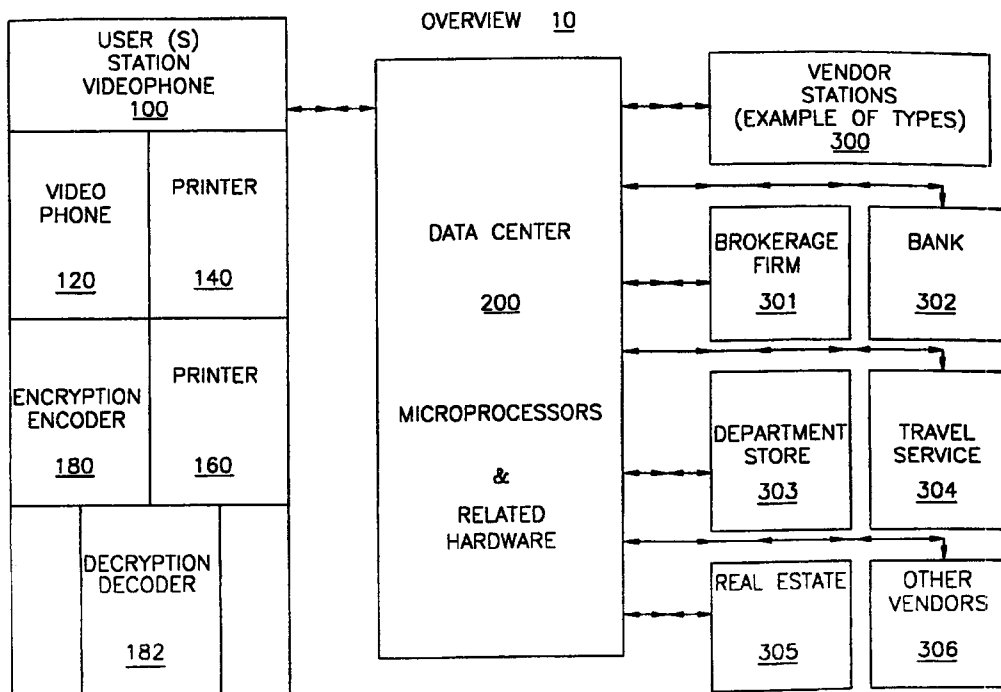 OVERVIEW 10
USER (S)
STATION
VIDEOPHONE
100
VIDEO
PHONE
120
PRINTER
140
ENCRYPTION
ENCODER
180
PRINTER
160
DECRYPTION
DECODER
182
DATA CENTER
200
MICROPROCESSORS
&
RELATED
HARDWARE
VENDOR
STATIONS
(EXAMPLE OF TYPES)
300
BROKERAGE
FIRM
301
BANK
302
DEPARTMENT
STORE
303
TRAVEL
SERVICE
304
REAL ESTATE
305
OTHER
VENDORS
306